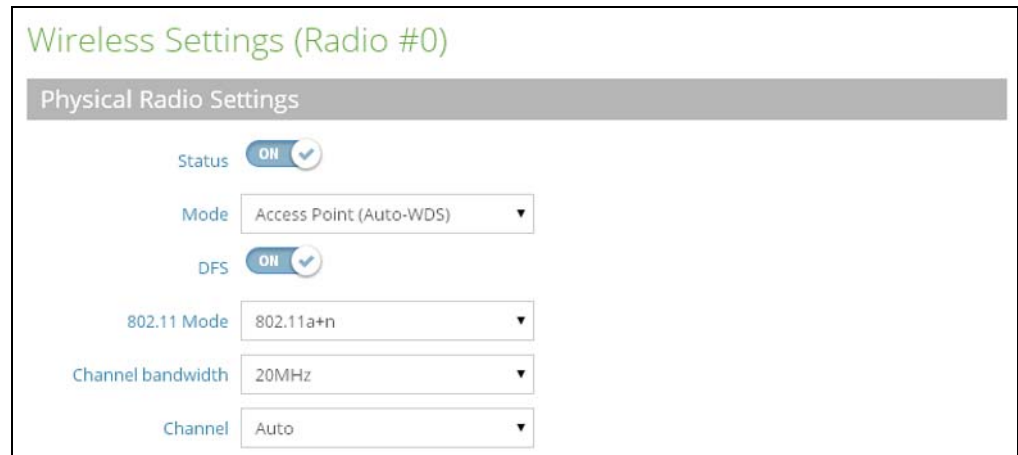 Wireless Settings (Radio #0)
Physical Radio Settings
Status ON
Mode Access Point (Auto-WDS)
DFS ON
802.11 Mode 802.11a+n
Channel bandwidth 20MHz
Channel Auto